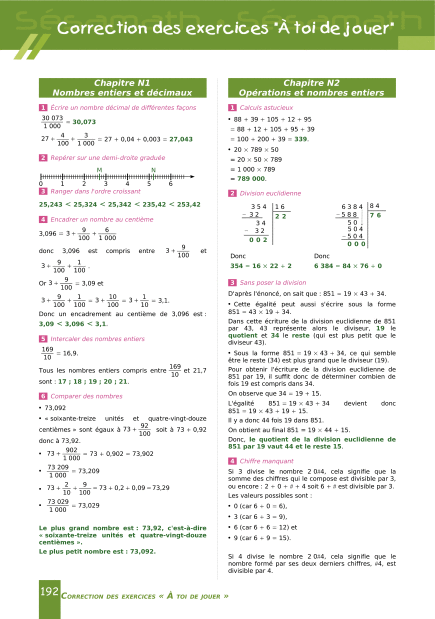 Correction des exercices "À toi de jouer"
Chapitre N1
Nombres entiers et décimaux
1 Écrire un nombre décimal de différentes façons
30 073 / 1 000 = 30,073
27 + 4/100 + 3/1 000 = 27 + 0,04 + 0,003 = 27,043
2 Repérer sur une demi-droite graduée
M N
0 1 2 3 4 5 6
3 Ranger dans l'ordre croissant
25,243 < 25,324 < 25,342 < 235,42 < 253,42
4 Encadrer un nombre au centième
3,096 = 3 + 9/100 + 6/1 000
donc 3,096 est compris entre 3 + 9/100 et
3 + 9/100 + 1/100 .
Or 3 + 9/100 = 3,09 et
3 + 9/100 + 1/100 = 3 + 10/100 = 3 + 1/10 = 3,1.
Donc un encadrement au centième de 3,096 est :
3,09 < 3,096 < 3,1.
5 Intercaler des nombres entiers
169/10 = 16,9.
Tous les nombres entiers compris entre 169/10 et 21,7
sont : 17 ; 18 ; 19 ; 20 ; 21.
6 Comparer des nombres
• 73,092
• « soixante-treize unités et quatre-vingt-douze
centièmes » sont égaux à 73 + 92/100 soit à 73 + 0,92
donc à 73,92.
• 73 + 902/1 000 = 73 + 0,902 = 73,902
• 73 209/1 000 = 73,209
• 73 + 2/10 + 9/100 = 73 + 0,2 + 0,09 = 73,29
• 73 029/1 000 = 73,029
Le plus grand nombre est : 73,92, c'est-à-dire
« soixante-treize unités et quatre-vingt-douze
centièmes ».
Le plus petit nombre est : 73,092.
Chapitre N2
Opérations et nombres entiers
1 Calculs astucieux
• 88 + 39 + 105 + 12 + 95
= 88 + 12 + 105 + 95 + 39
= 100 + 200 + 39 = 339.
• 20 × 789 × 50
= 20 × 50 × 789
= 1 000 × 789
= 789 000.
2 Division euclidienne
3 5 4 1 6 6 3 8 4 8 4
− 3 2 2 2 − 5 8 8 7 6
3 4 5 0
− 3 2 5 0 4
0 0 2 − 5 0 4
0 0 0
Donc Donc
354 = 16 × 22 + 2 6 384 = 84 × 76 + 0
3 Sans poser la division
D'après l'énoncé, on sait que : 851 = 19 × 43 + 34.
• Cette égalité peut aussi s'écrire sous la forme
851 = 43 × 19 + 34.
Dans cette écriture de la division euclidienne de 851
par 43, 43 représente alors le diviseur, 19 le
quotient et 34 le reste (qui est plus petit que le
diviseur 43).
• Sous la forme 851 = 19 × 43 + 34, ce qui semble
être le reste (34) est plus grand que le diviseur (19).
Pour obtenir l'écriture de la division euclidienne de
851 par 19, il suffit donc de déterminer combien de
fois 19 est compris dans 34.
On observe que 34 = 19 + 15.
L'égalité 851 = 19 × 43 + 34 devient donc
851 = 19 × 43 + 19 + 15.
Il y a donc 44 fois 19 dans 851.
On obtient au final 851 = 19 × 44 + 15.
Donc, le quotient de la division euclidienne de
851 par 19 vaut 44 et le reste 15.
4 Chiffre manquant
Si 3 divise le nombre 2 0#4, cela signifie que la
somme des chiffres qui le compose est divisible par 3,
ou encore : 2 + 0 + # + 4 soit 6 + # est divisible par 3.
Les valeurs possibles sont :
• 0 (car 6 + 0 = 6),
• 3 (car 6 + 3 = 9),
• 6 (car 6 + 6 = 12) et
• 9 (car 6 + 9 = 15).
Si 4 divise le nombre 2 0#4, cela signifie que le
nombre formé par ses deux derniers chiffres, #4, est
divisible par 4.
192 Correction des exercices « À toi de jouer »